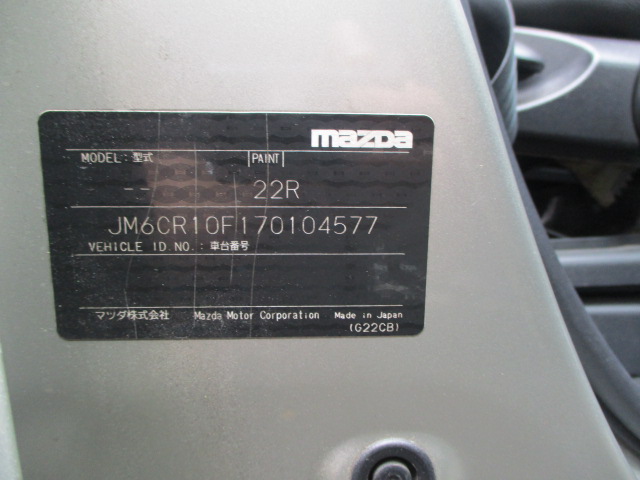 mazda
MODEL : 型式 PAINT
-- 22R
JM6CR10F170104577
VEHICLE ID.NO. : 車台番号
マツダ株式会社 Mazda Motor Corporation Made in Japan
(G22CB)